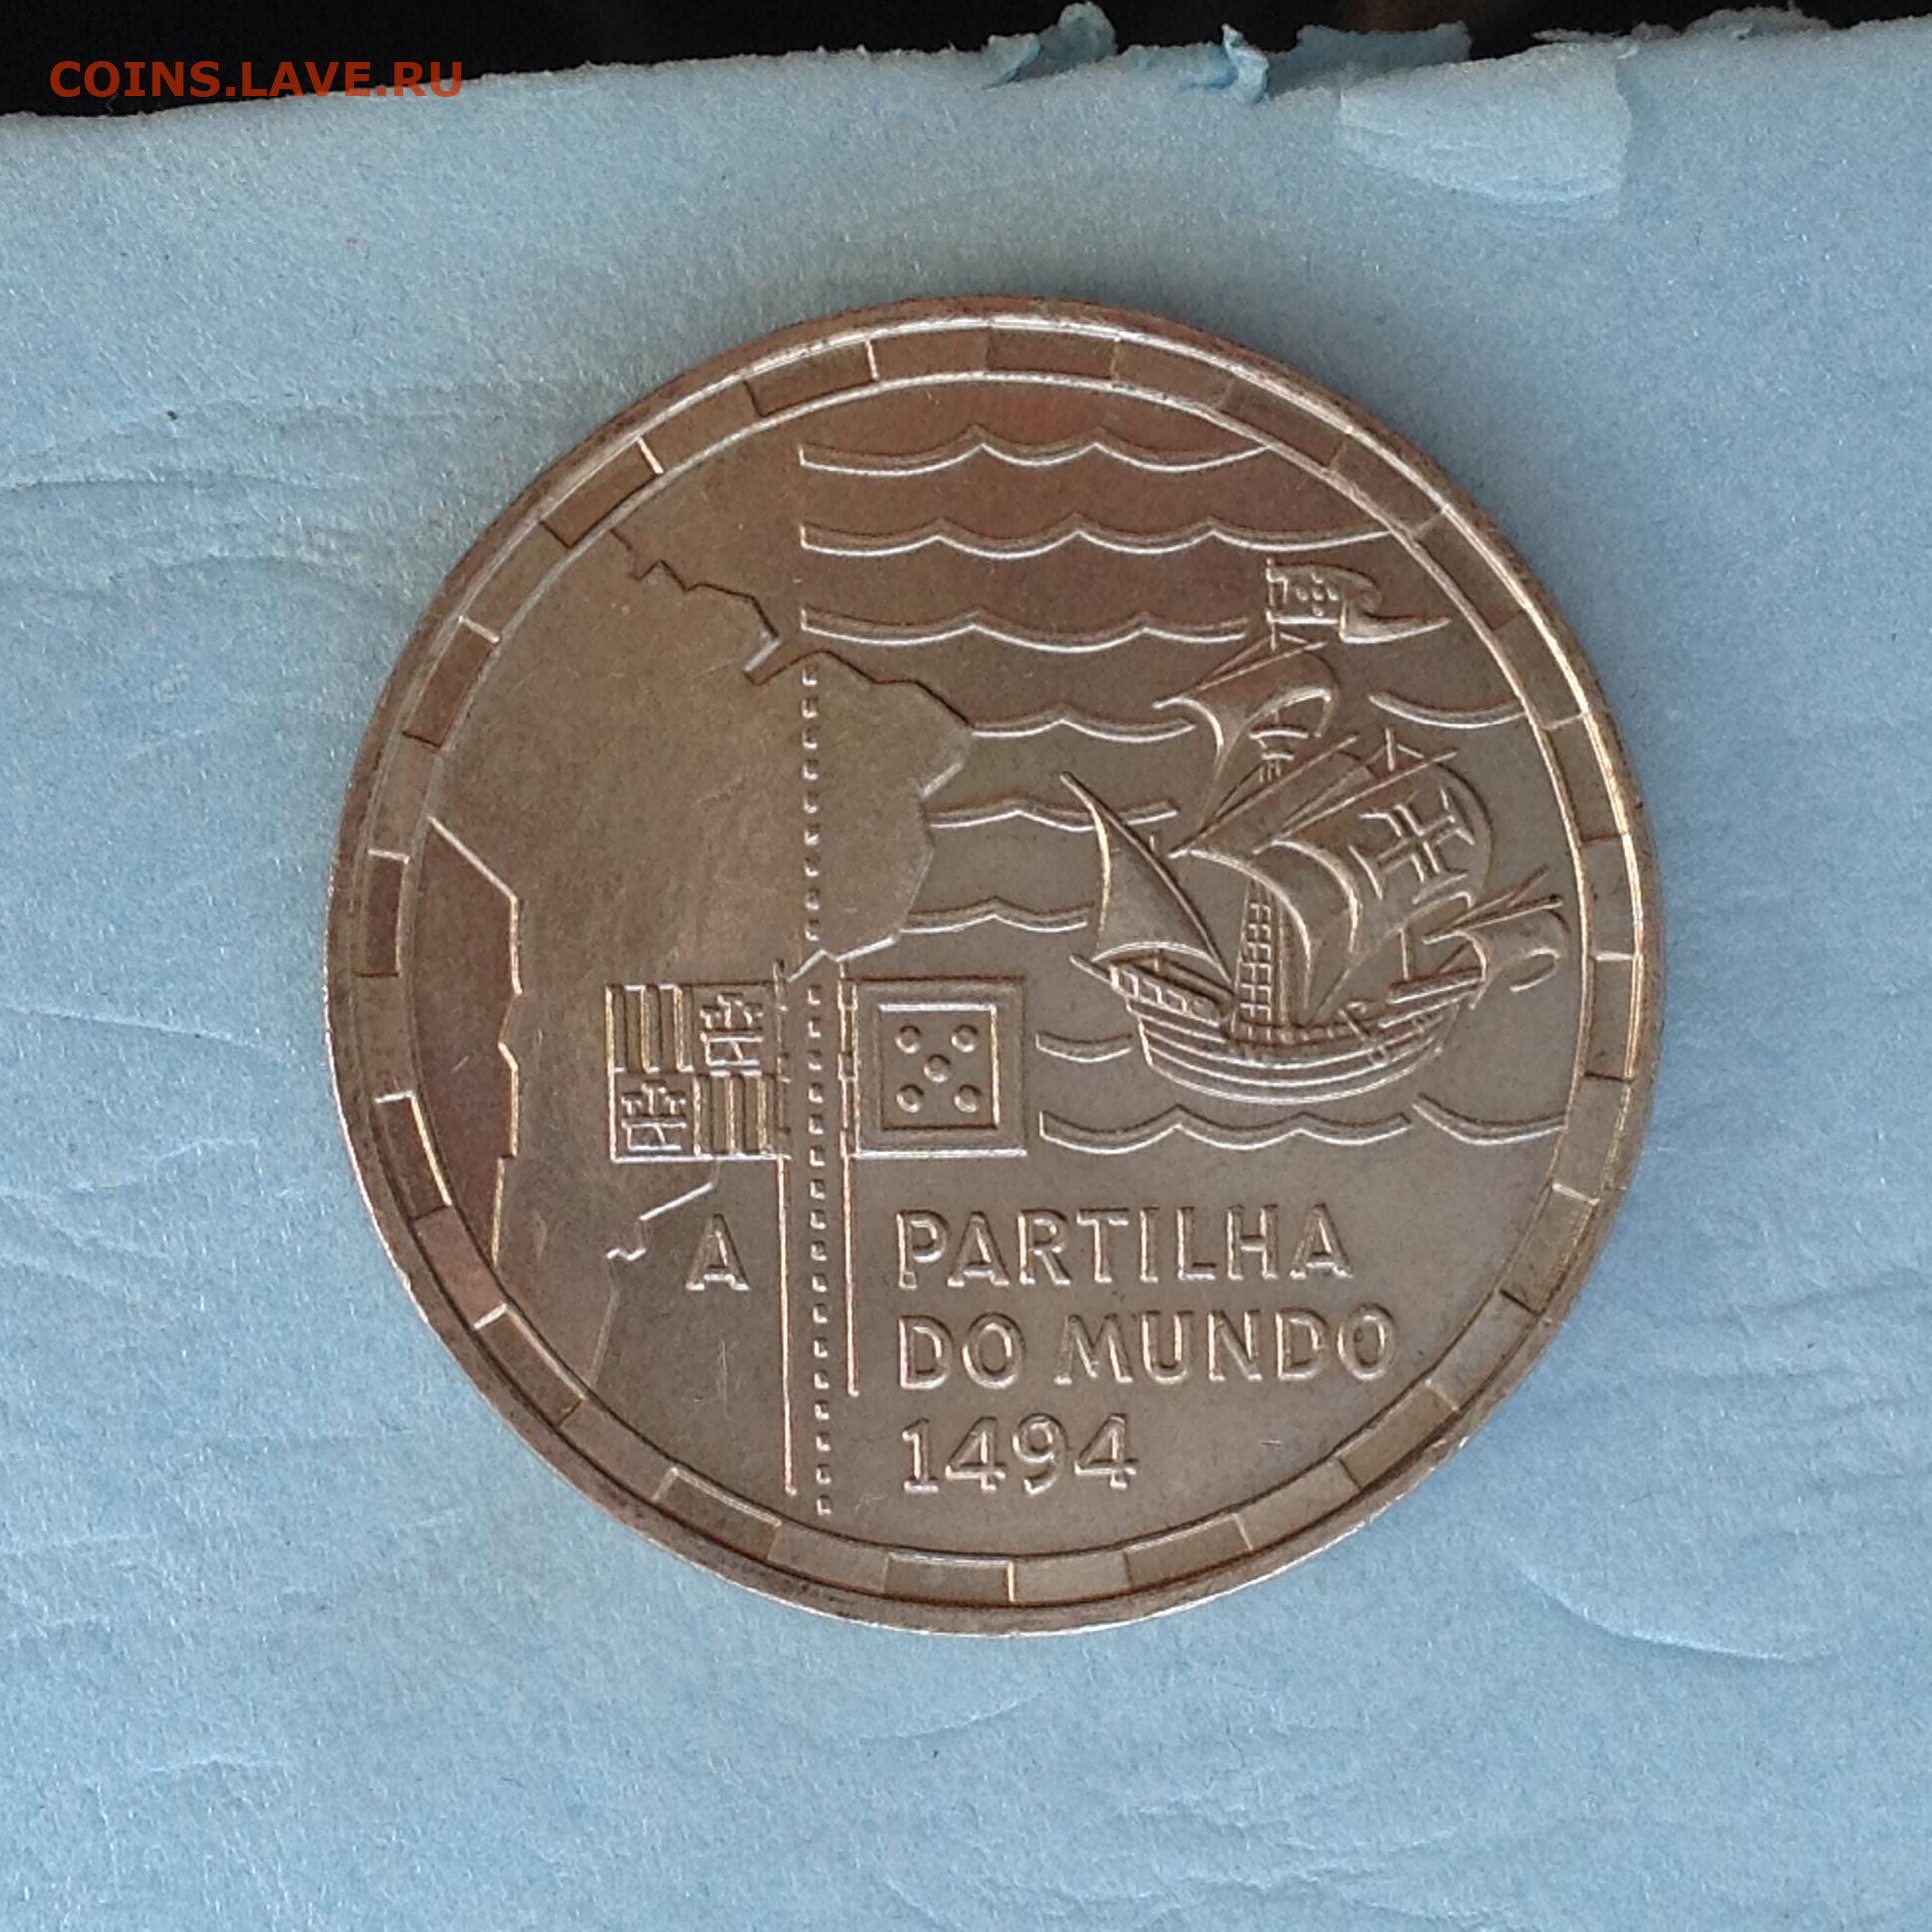 COINS.LAVE.RU
A PARTILHA
DO MUNDO
1494